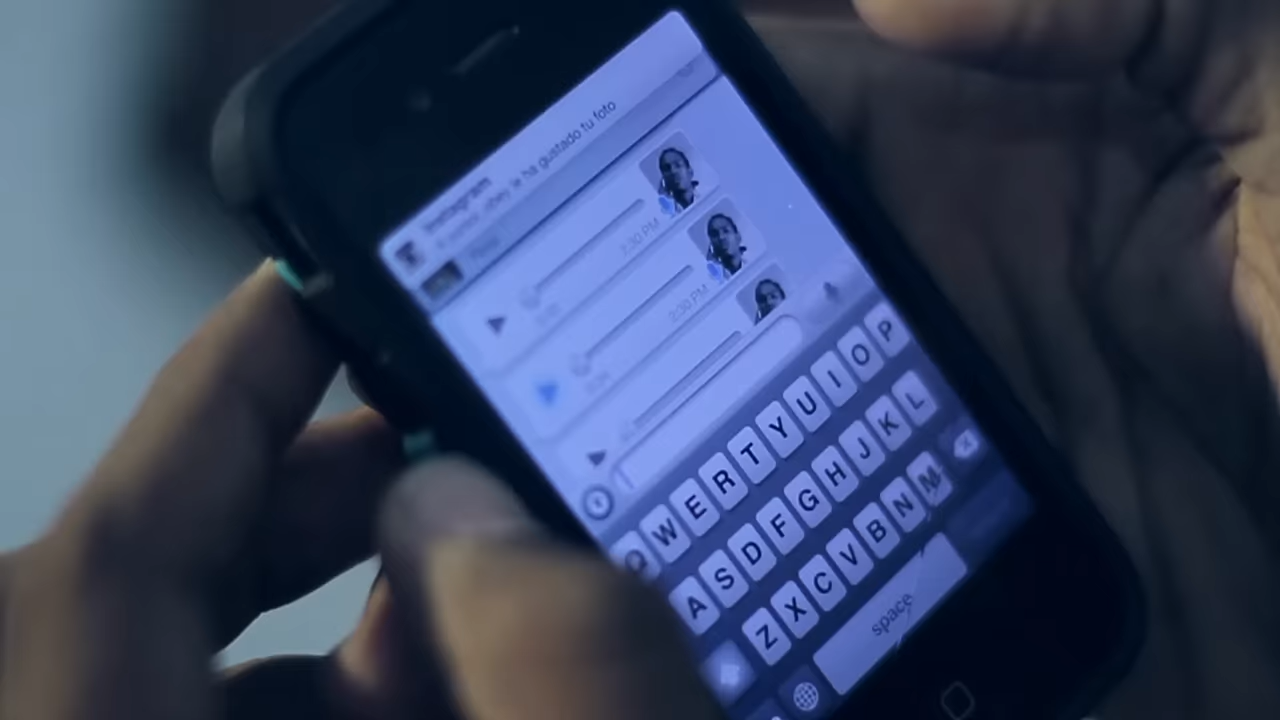 Instagram
le ha gustado tu foto
2:30 PM
2:30 PM
Q W E R T Y U I O P
A S D F G H J K L
Z X C V B N M
space